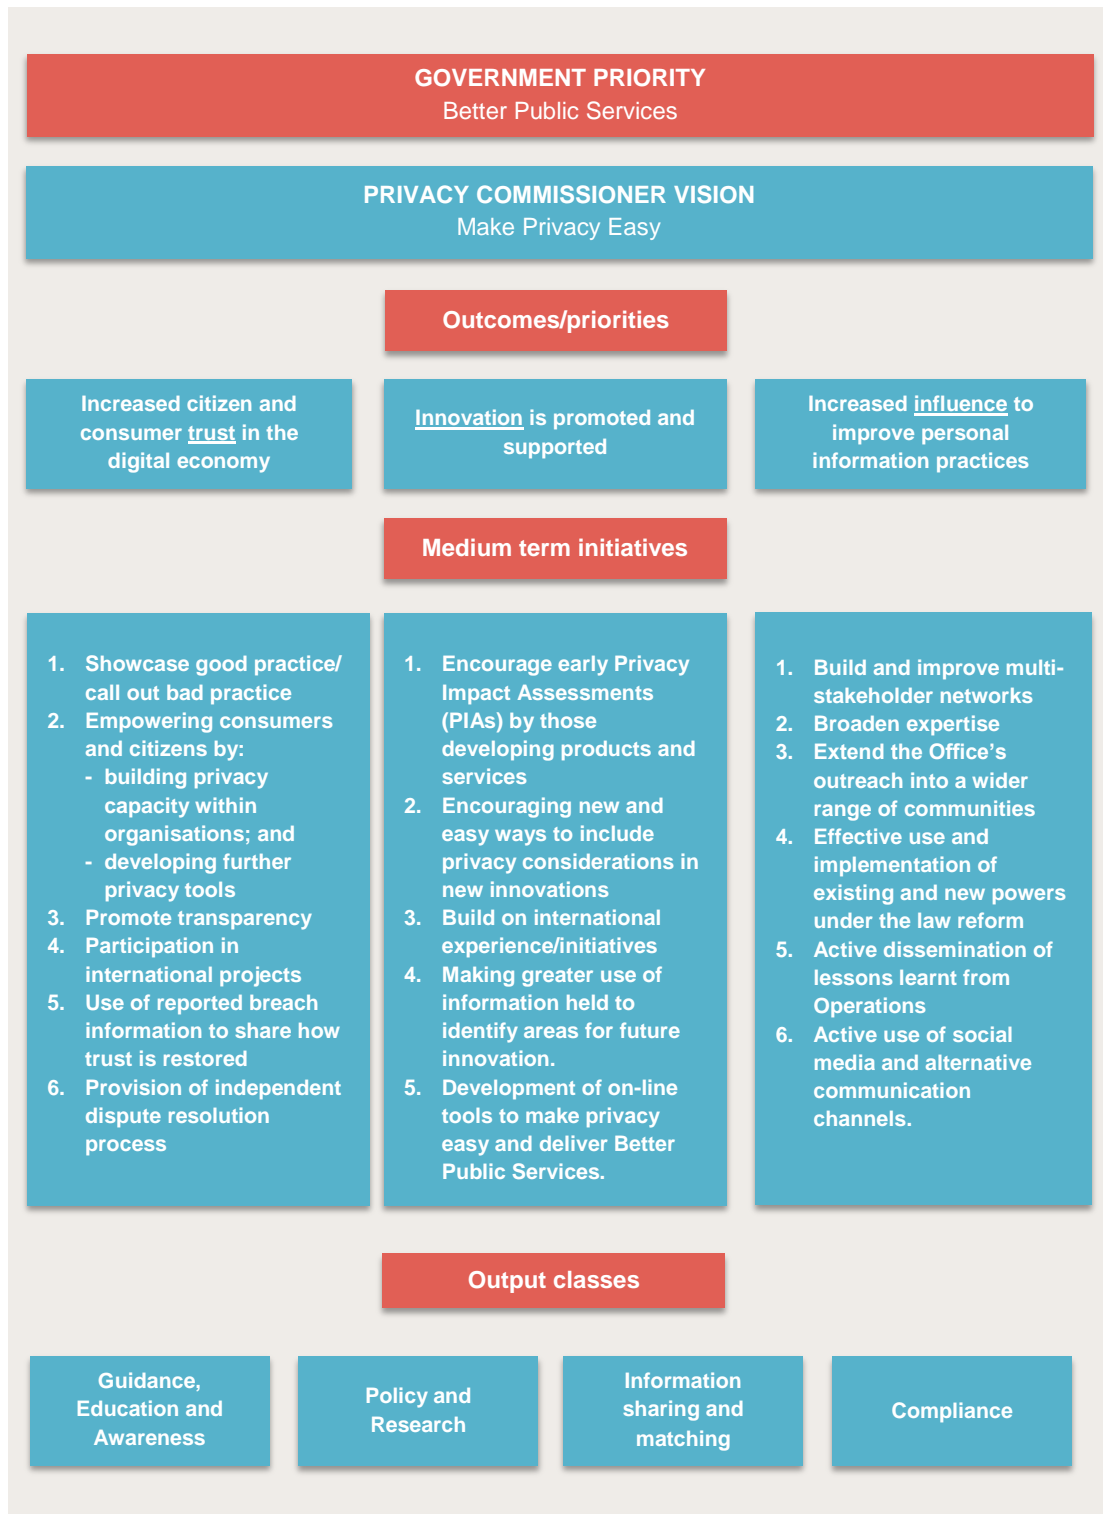 GOVERNMENT PRIORITY
Better Public Services
PRIVACY COMMISSIONER VISION
Make Privacy Easy
Outcomes/priorities
Increased citizen and
consumer trust in the
digital economy
Innovation is promoted and
supported
Increased influence to
improve personal
information practices
Medium term initiatives
1. Showcase good practice/
call out bad practice
2. Empowering consumers
and citizens by:
- building privacy
capacity within
organisations; and
- developing further
privacy tools
3. Promote transparency
4. Participation in
international projects
5. Use of reported breach
information to share how
trust is restored
6. Provision of independent
dispute resolution
process
1. Encourage early Privacy
Impact Assessments
(PIAs) by those
developing products and
services
2. Encouraging new and
easy ways to include
privacy considerations in
new innovations
3. Build on international
experience/initiatives
4. Making greater use of
information held to
identify areas for future
innovation.
5. Development of on-line
tools to make privacy
easy and deliver Better
Public Services.
1. Build and improve multi-
stakeholder networks
2. Broaden expertise
3. Extend the Office’s
outreach into a wider
range of communities
4. Effective use and
implementation of
existing and new powers
under the law reform
5. Active dissemination of
lessons learnt from
Operations
6. Active use of social
media and alternative
communication
channels.
Output classes
Guidance,
Education and
Awareness
Policy and
Research
Information
sharing and
matching
Compliance